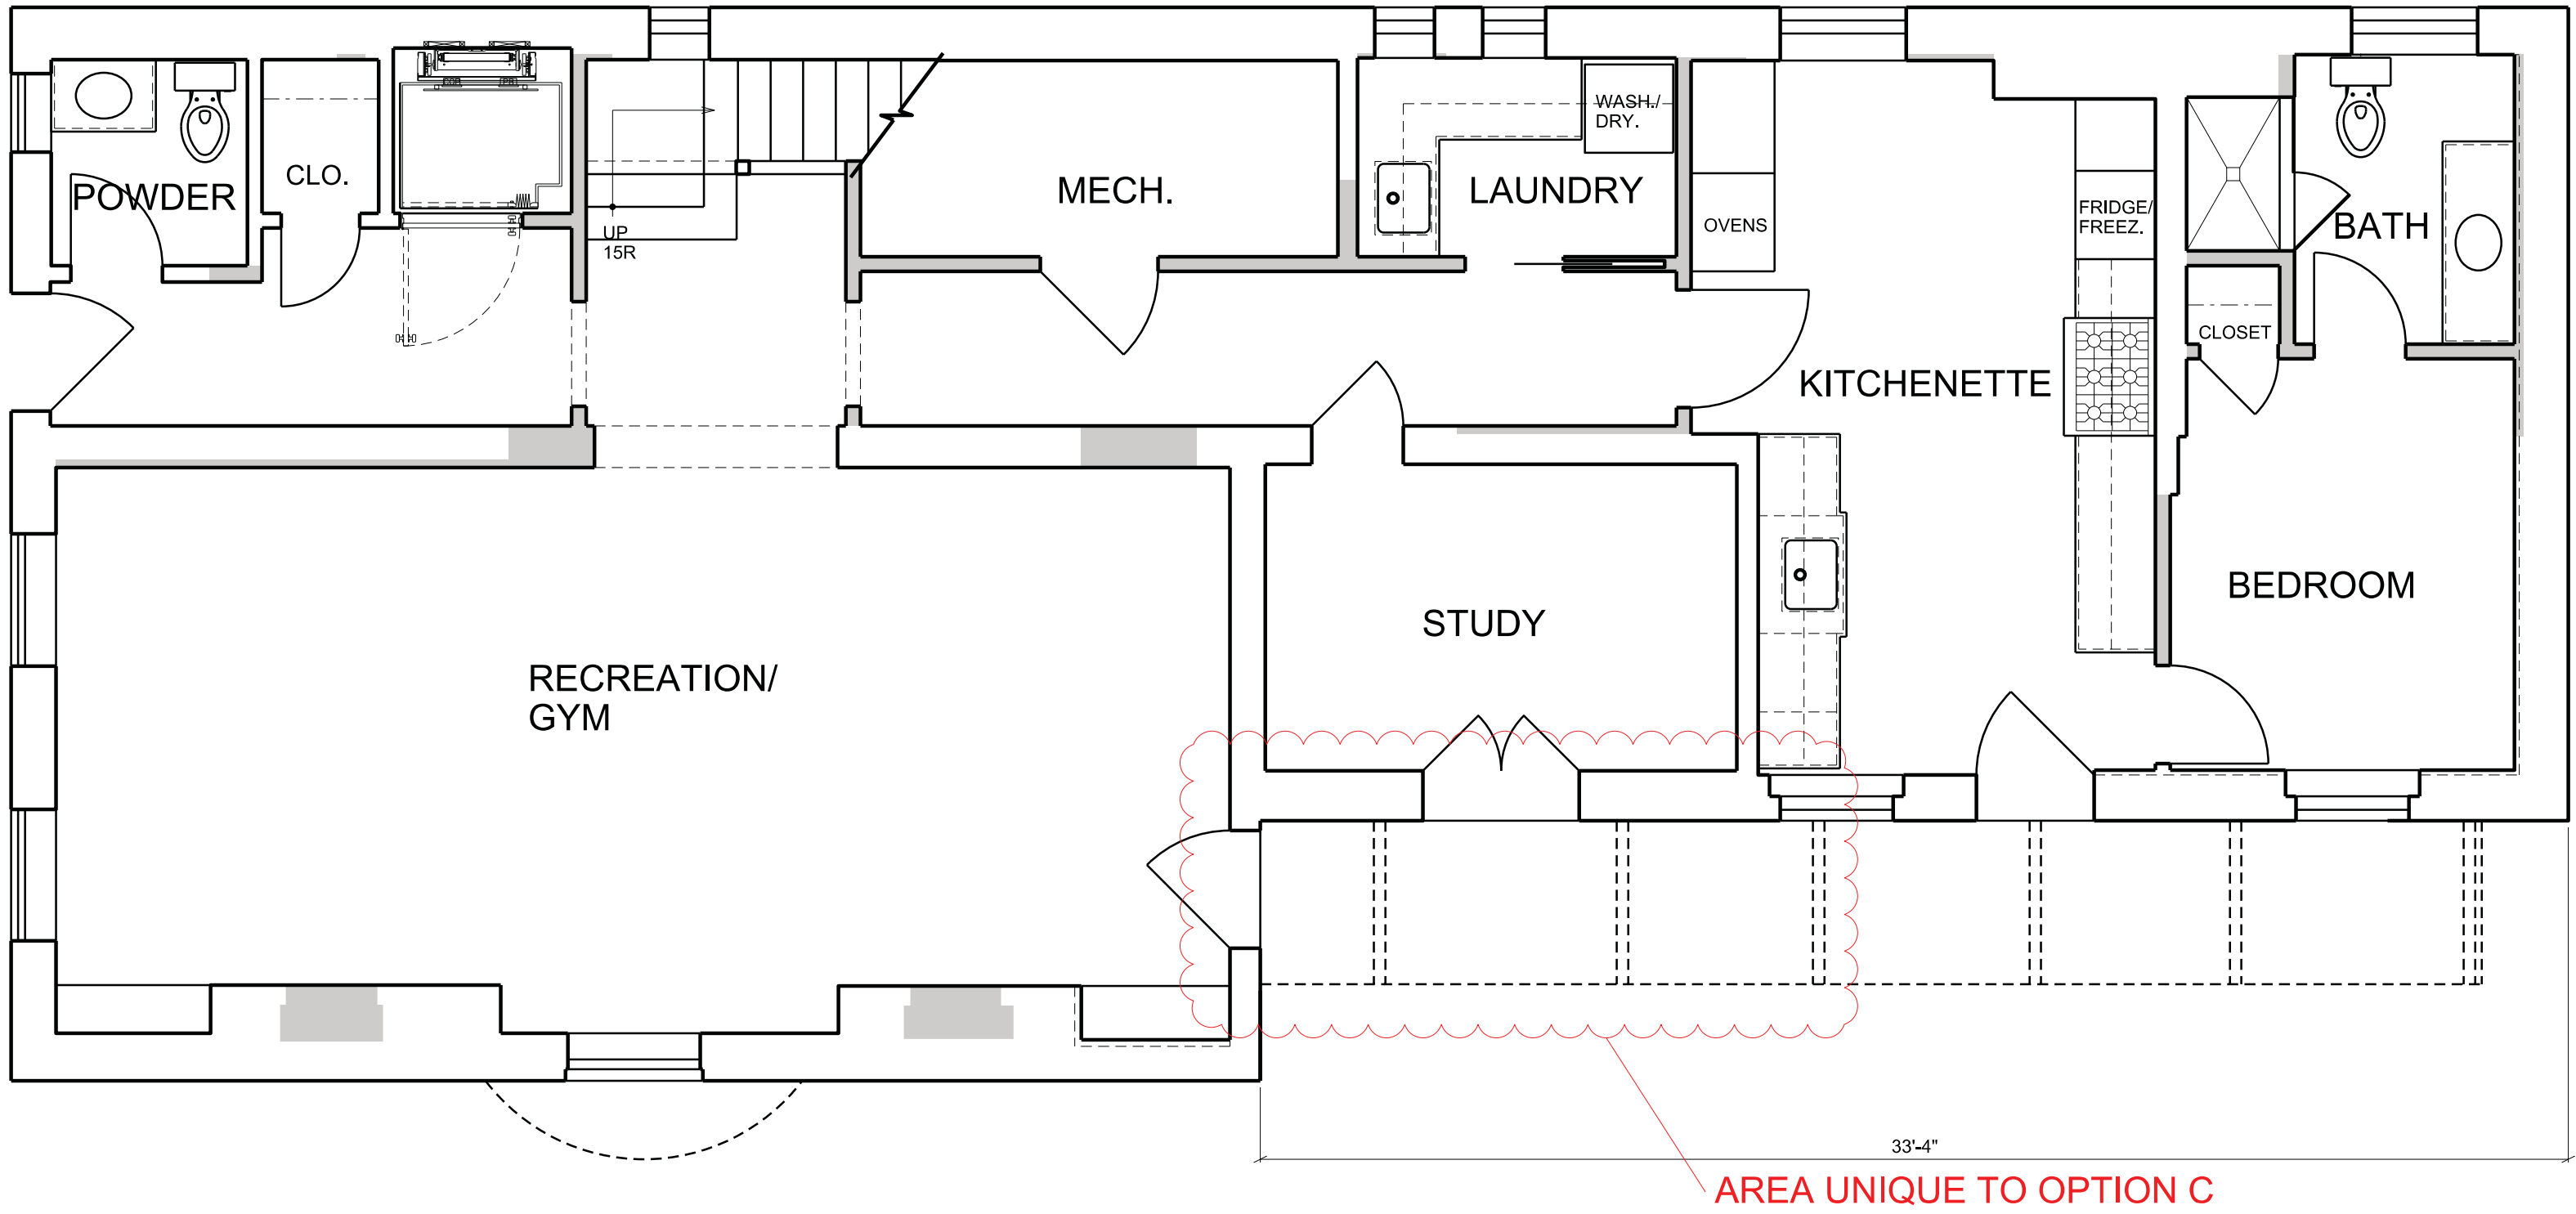 POWDER
CLO.
UP
15R
MECH.
WASH./
DRY.
LAUNDRY
OVENS
FRIDGE/
FREEZ.
BATH
CLOSET
KITCHENETTE
BEDROOM
STUDY
RECREATION/
GYM
33'-4"
AREA UNIQUE TO OPTION C